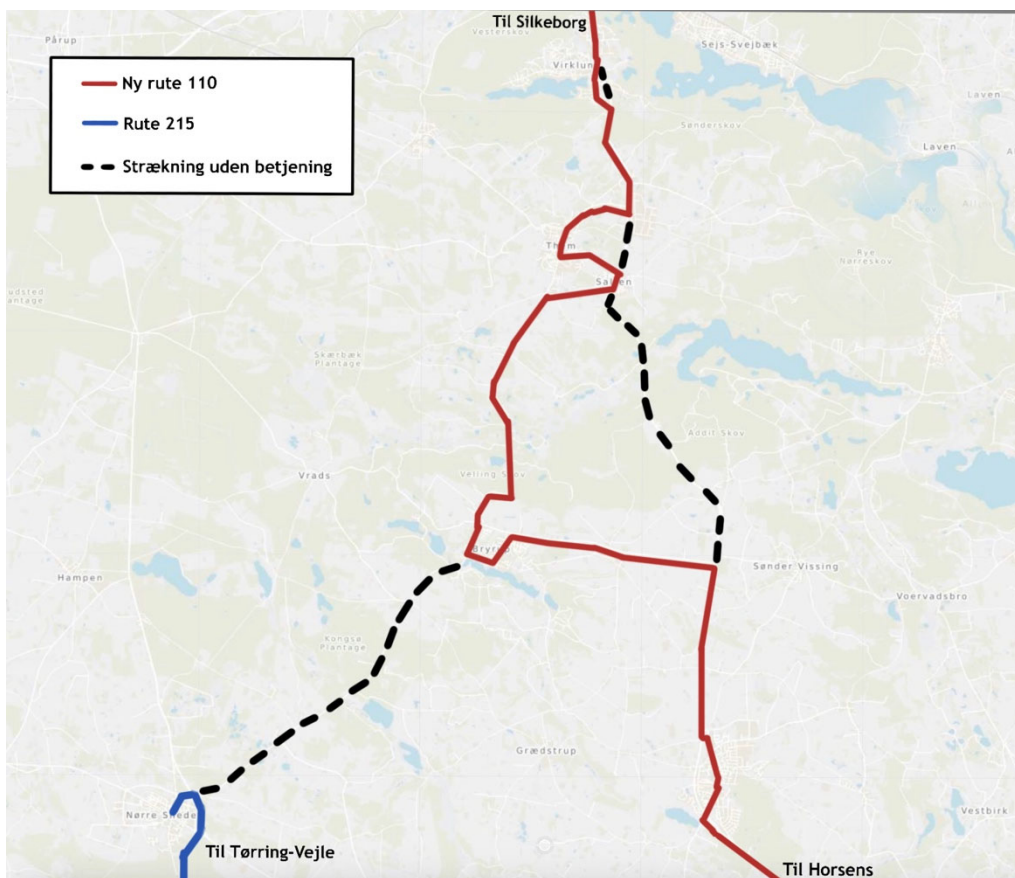 Til Silkeborg
Pårup
Vesterskov
Sejs-Svejbæk
Virklund
Ny rute 110
Rute 215
Strækning uden betjening
Laven
Sønderskov
Laven
Them
Rye
Nørreskov
Salten
Plantage
Skærbæk
Plantage
Addit Skov
Vrads
Velling Skov
Bryrup
Hampen
Sønder Vissing
Voervadsbro
Kongsø
Plantage
Grædstrup
Nørre Snede
Vestbirk
Til Tørring-Vejle
Til Horsens